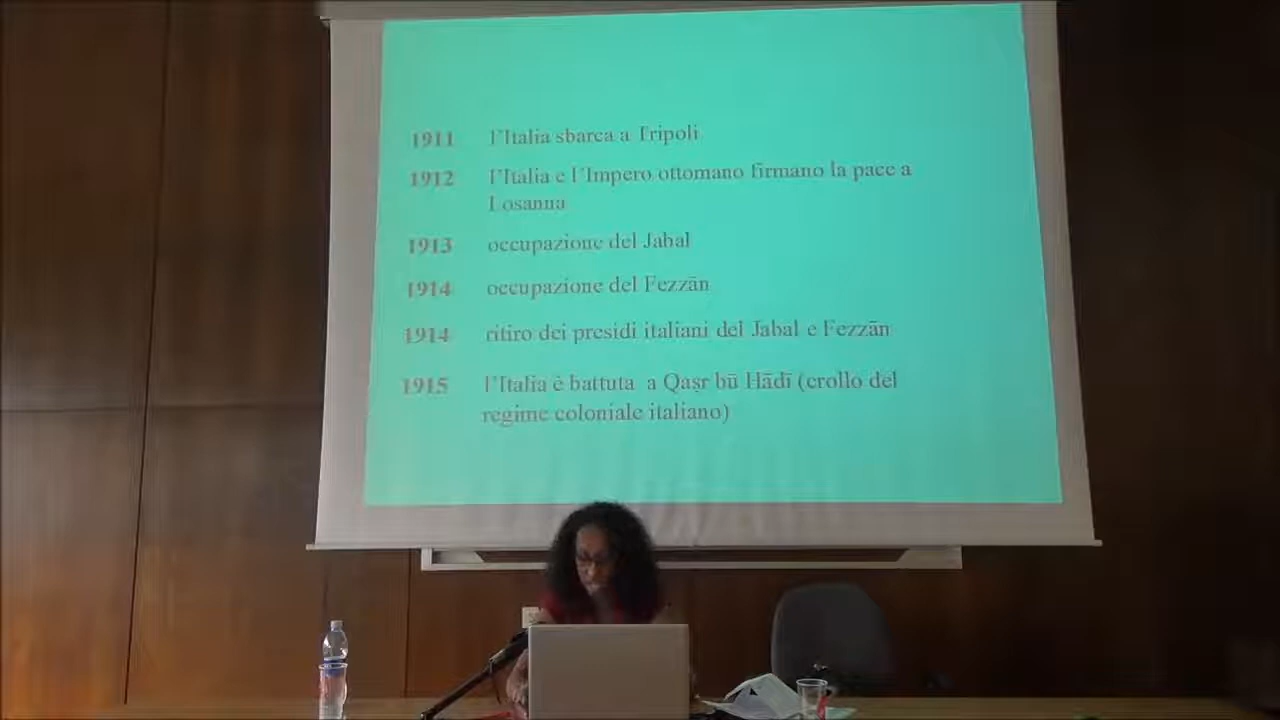 1911 l'Italia sbarca a Tripoli
1912 l'Italia e l'Impero ottomano firmano la pace a
Losanna
1913 occupazione del Jabal
1914 occupazione del Fezzān
1914 ritiro dei presidi italiani del Jabal e Fezzān
1915 l'Italia è battuta a Qaṣr bū Hādī (crollo del
regime coloniale italiano)